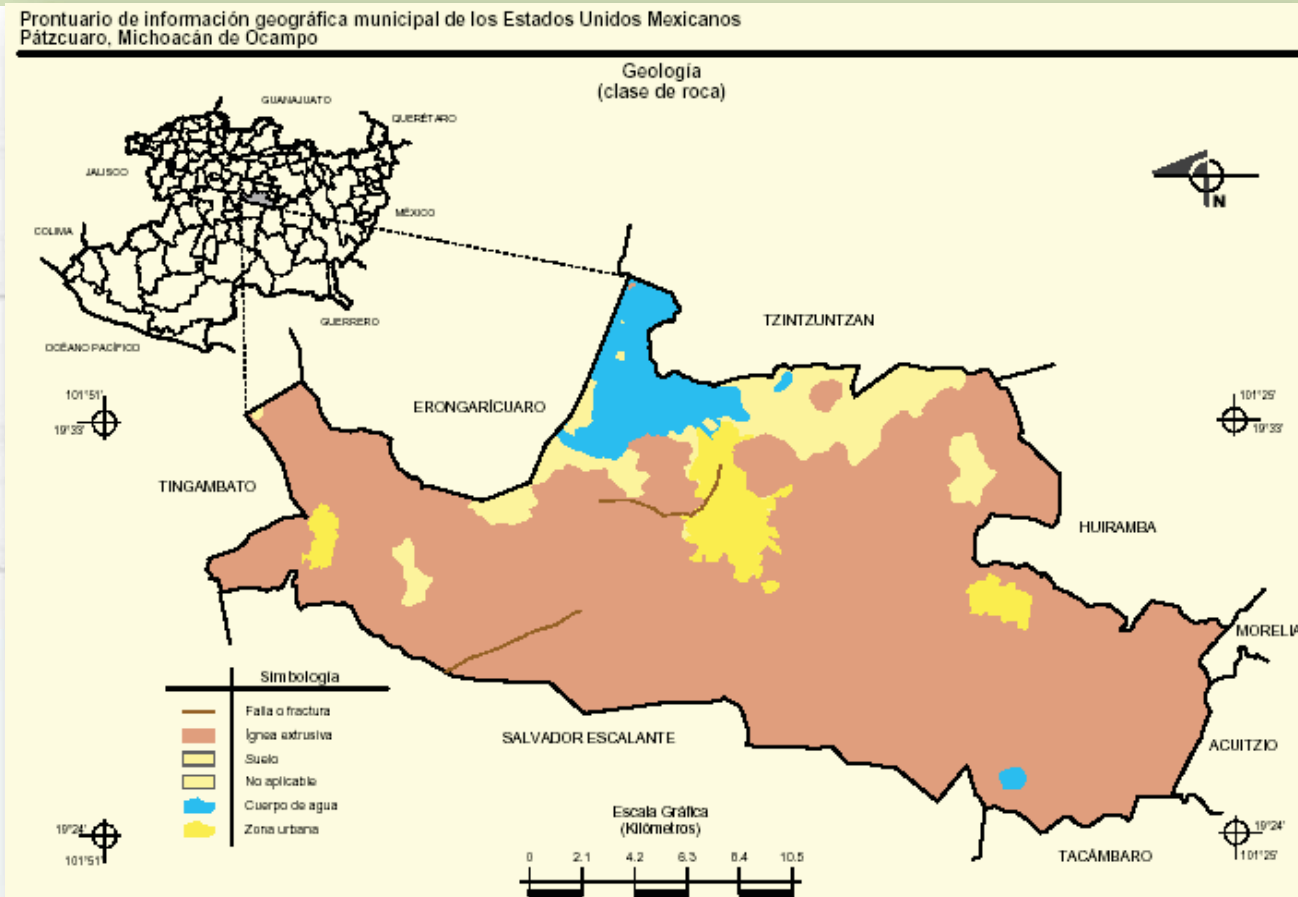 Prontuario de información geográfica municipal de los Estados Unidos Mexicanos
Pátzcuaro, Michoacán de Ocampo
Geología
(clase de roca)
GUANAJUATO
QUERÉTARO
JALISCO
MÉXICO
COLIMA
GUERRERO
OCÉANO PACÍFICO
N
TZINTZUNTZAN
101°51'
19°33'
ERONGARÍCUARO
101°25'
19°33'
TINGAMBATO
HUIRAMBA
MORELIA
Simbología
Falla o fractura
Ígnea extrusiva
Suelo
No aplicable
Cuerpo de agua
Zona urbana
SALVADOR ESCALANTE
ACUITZIO
Escala Gráfica
(Kilómetros)
19°24'
101°51'
19°24'
101°25'
TACÁMBARO
0 2.1 4.2 6.3 8.4 10.5